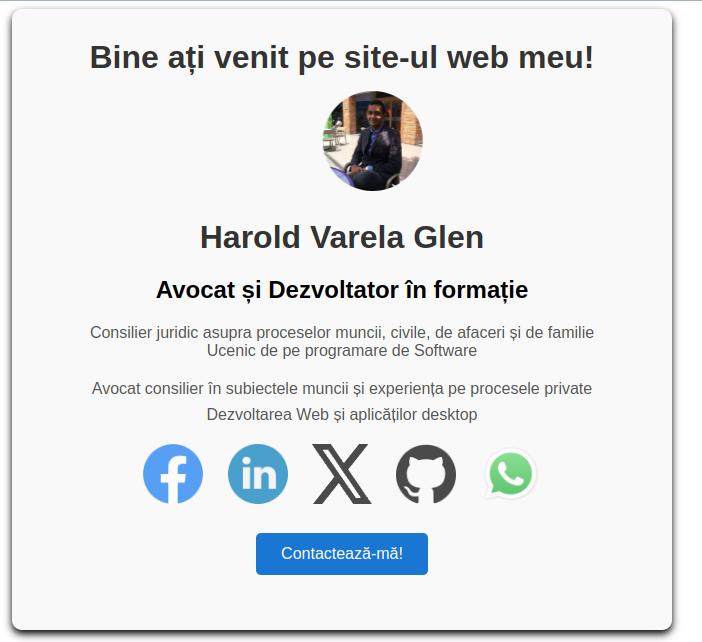 Bine ați venit pe site-ul web meu!
Harold Varela Glen
Avocat și Dezvoltator în formație
Consilier juridic asupra proceselor muncii, civile, de afaceri și de familie
Ucenic de pe programare de Software
Avocat consilier în subiectele muncii și experiența pe procesele private
Dezvoltarea Web și aplicăților desktop
in
Contactează-mă!